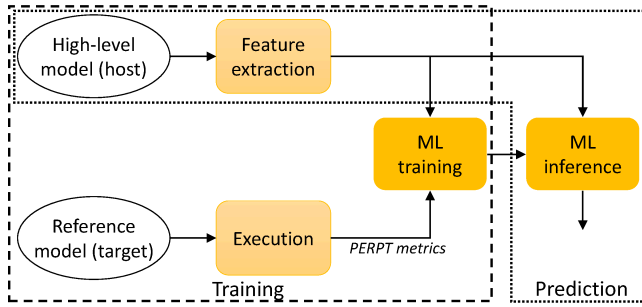 High-level
model (host)
Feature
extraction
ML
training
ML
inference
Reference
model (target)
Execution
PERPT metrics
Training
Prediction